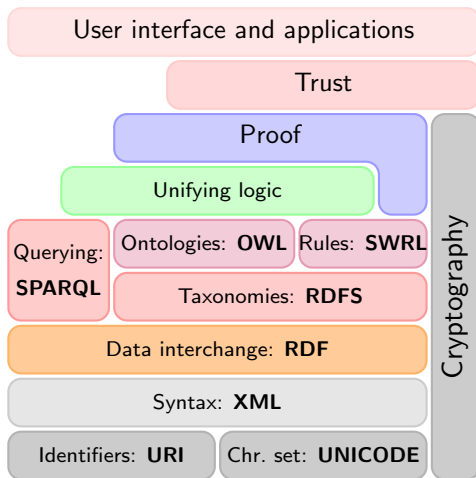 User interface and applications
Trust
Proof
Unifying logic
Querying:
SPARQL
Ontologies: OWL
Rules: SWRL
Taxonomies: RDFS
Data interchange: RDF
Syntax: XML
Identifiers: URI
Chr. set: UNICODE
Cryptography